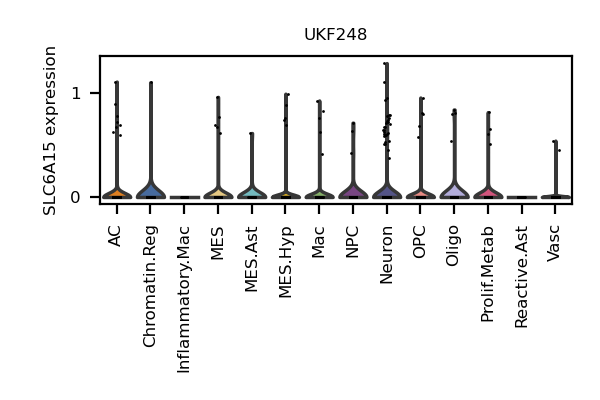 UKF248
SLC6A15 expression
1
0
AC
Chromatin.Reg
Inflammatory.Mac
MES
MES.Ast
MES.Hyp
Mac
NPC
Neuron
OPC
Oligo
Prolif.Metab
Reactive.Ast
Vasc